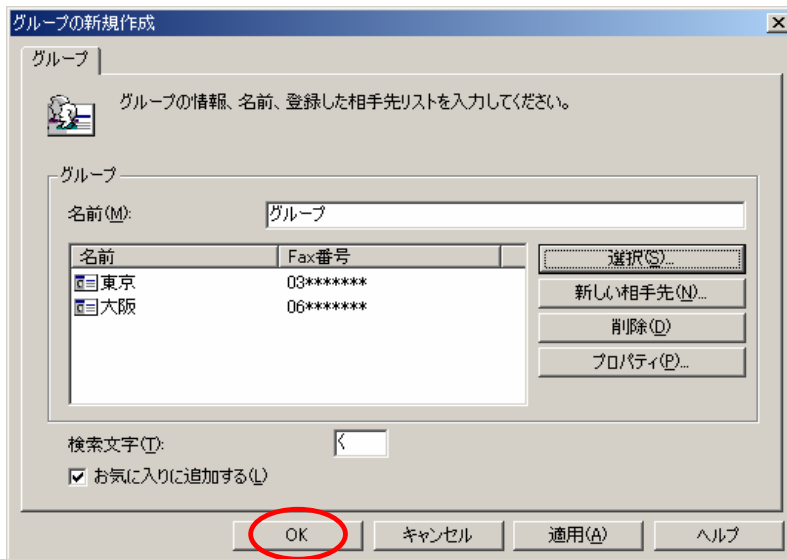 グループの新規作成
グループ
グループの情報、名前、登録した相手先リストを入力してください。
グループ
名前(M): グループ
名前 Fax番号
東京 03*******
大阪 06*******
選択(S)...
新しい相手先(N)...
削除(D)
プロパティ(P)...
検索文字(T): く
お気に入りに追加する(L)
OK キャンセル 適用(A) ヘルプ